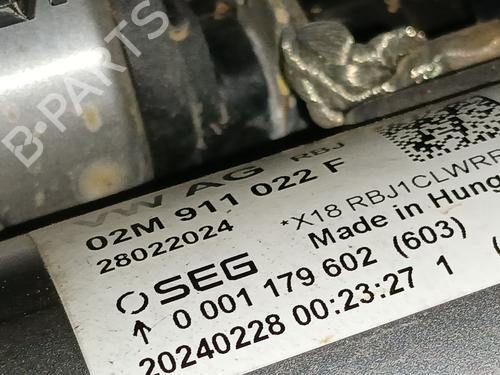 VW AG RBJ
02M 911 022 F
28022024
*X18 RBJ1CLWRR
SEG
Made in Hung
↑ 0 001 179 602 (603)
20240228 00:23:27 1
B-Parts